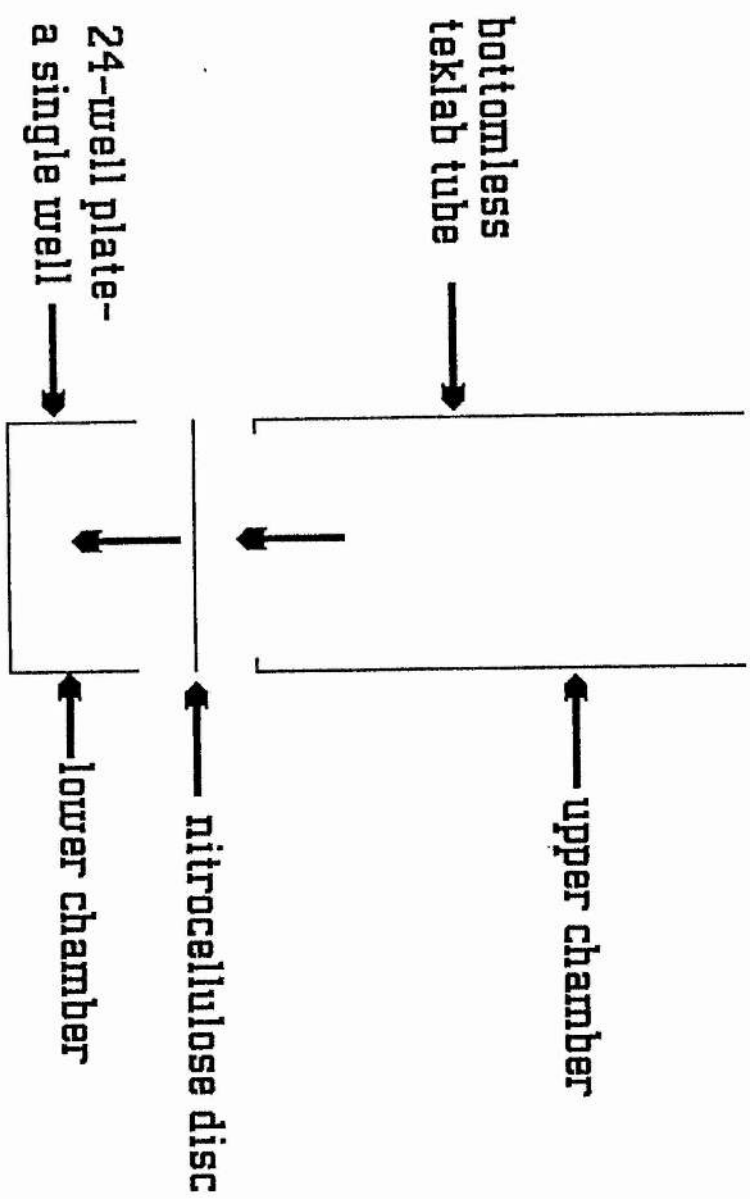 bottomless
teklab tube
upper chamber
nitrocellulose disc
24-well plate-
a single well
lower chamber